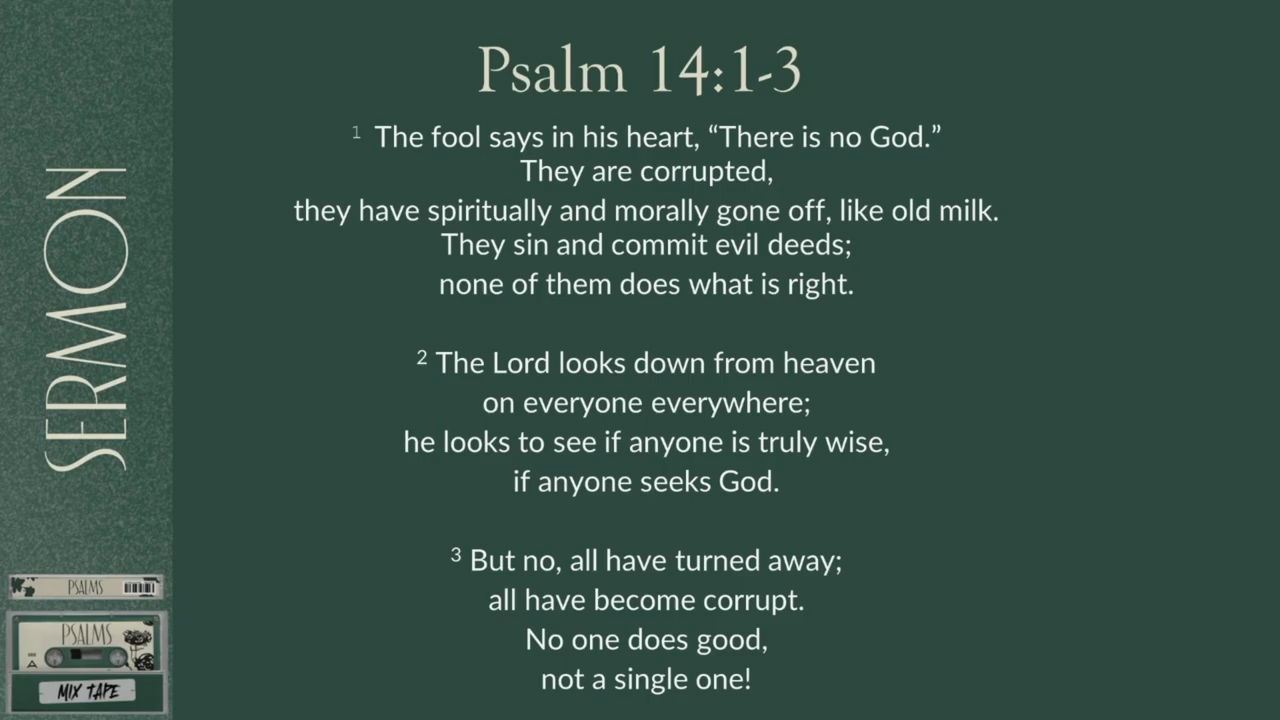 SERMON
Psalm 14:1-3
1 The fool says in his heart, “There is no God.”
They are corrupted,
they have spiritually and morally gone off, like old milk.
They sin and commit evil deeds;
none of them does what is right.
2 The Lord looks down from heaven
on everyone everywhere;
he looks to see if anyone is truly wise,
if anyone seeks God.
3 But no, all have turned away;
all have become corrupt.
No one does good,
not a single one!
PSALMS
PSALMS
A
MIX TAPE